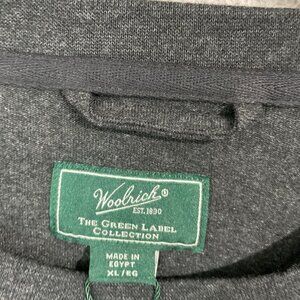 Woolrich®
EST. 1830
THE GREEN LABEL
COLLECTION
MADE IN
EGYPT
XL / EG